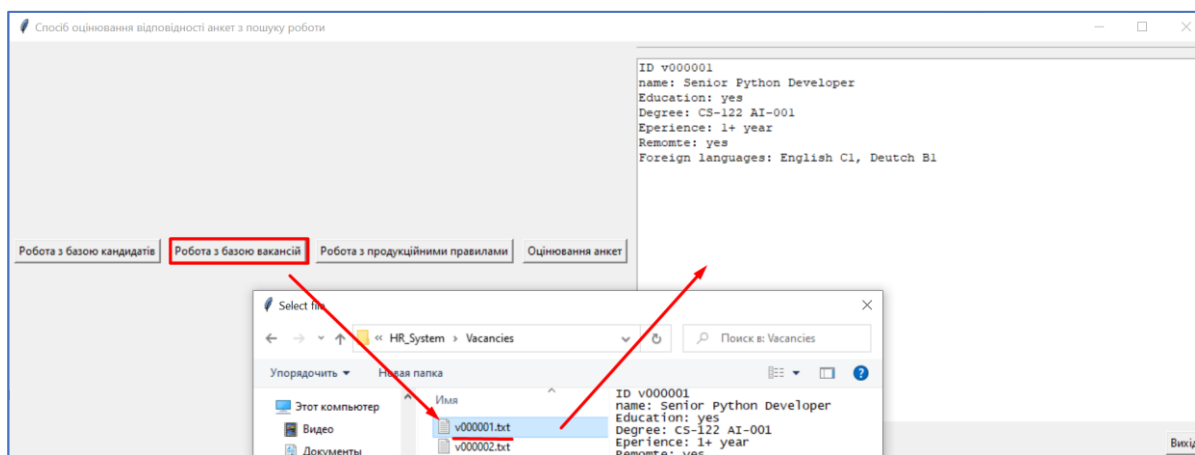 Спосіб оцінювання відповідності анкет з пошуку роботи
ID v000001
name: Senior Python Developer
Education: yes
Degree: CS-122 AI-001
Eperience: 1+ year
Remomte: yes
Foreign languages: English C1, Deutch B1
Робота з базою кандидатів
Робота з базою вакансій
Робота з продукційними правилами
Оцінювання анкет
Select file
« HR_System › Vacancies
Поиск в: Vacancies
Упорядочить
Новая папка
Этот компьютер
Видео
Документы
Имя
v000001.txt
v000002.txt
ID v000001
name: Senior Python Developer
Education: yes
Degree: CS-122 AI-001
Eperience: 1+ year
Remomte: yes
Вихід